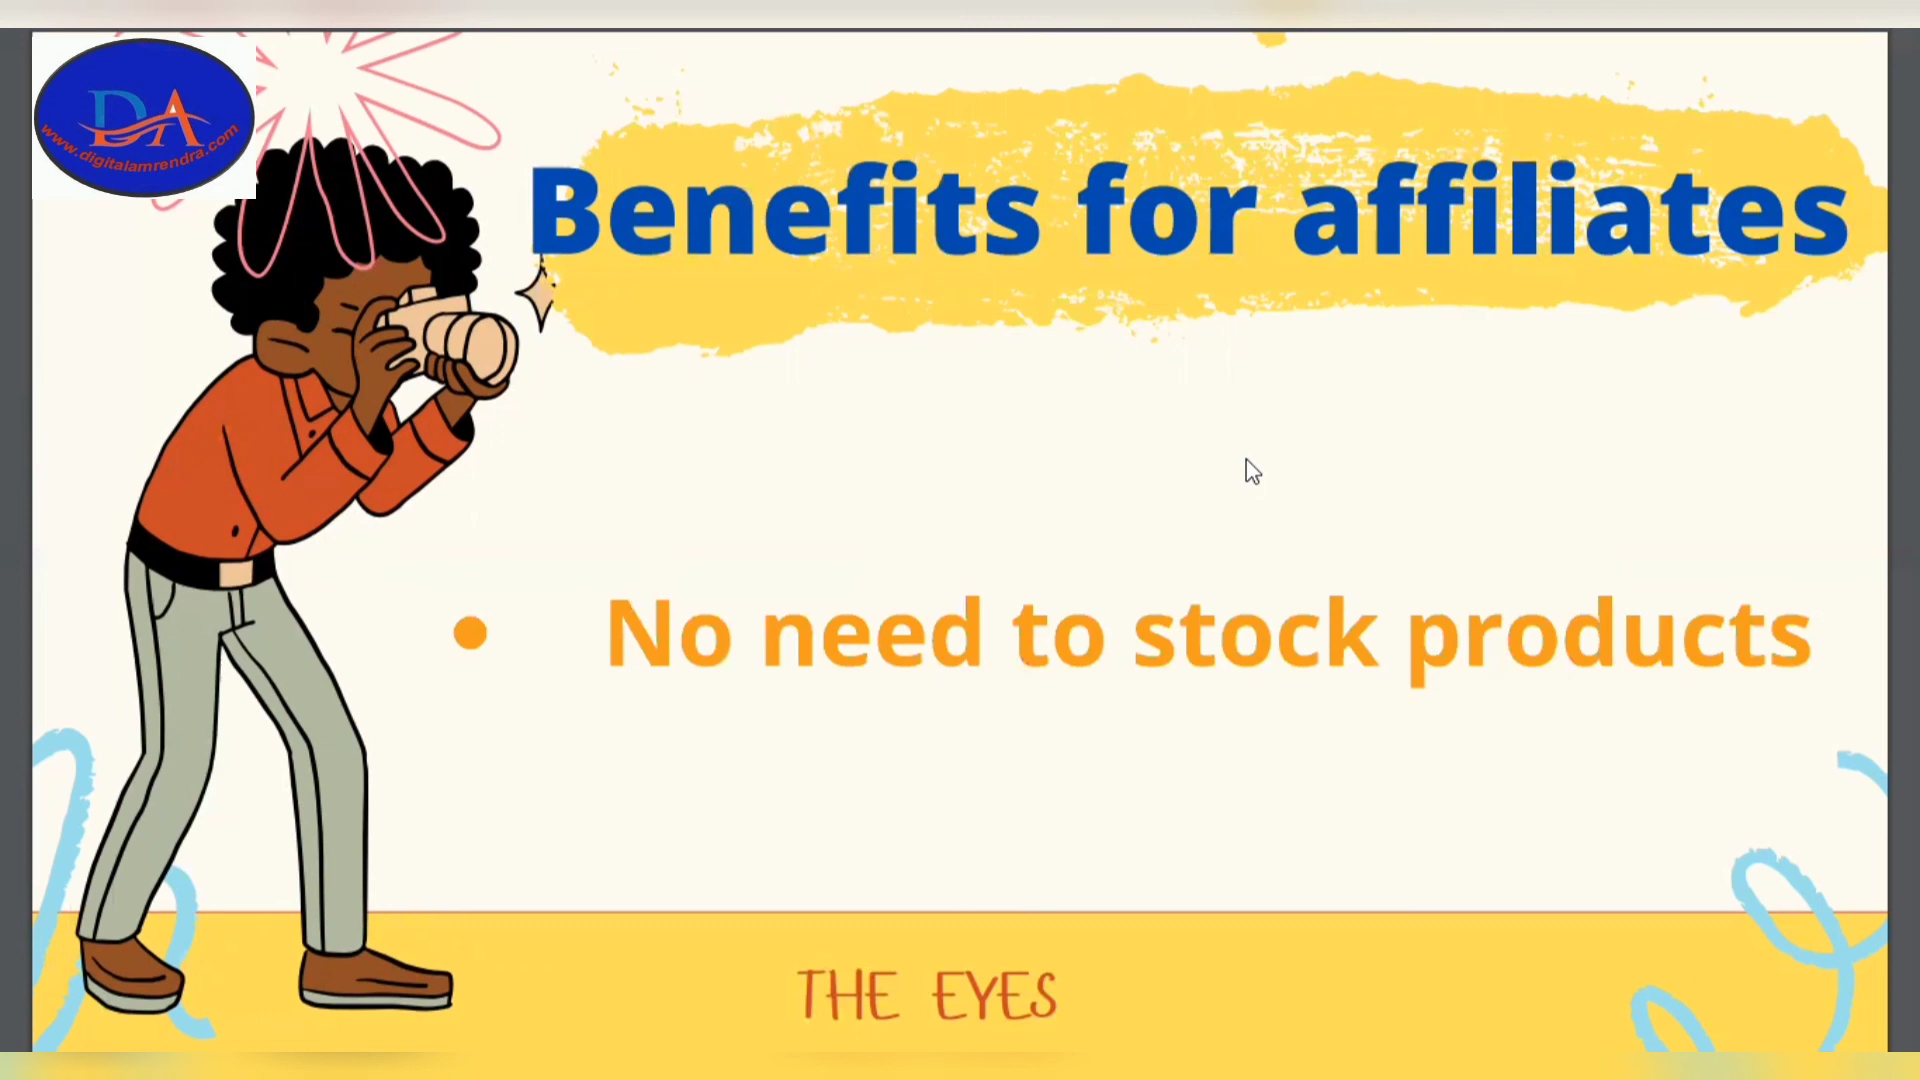 DA
www.digitalamrendra.com
Benefits for affiliates
• No need to stock products
THE EYES